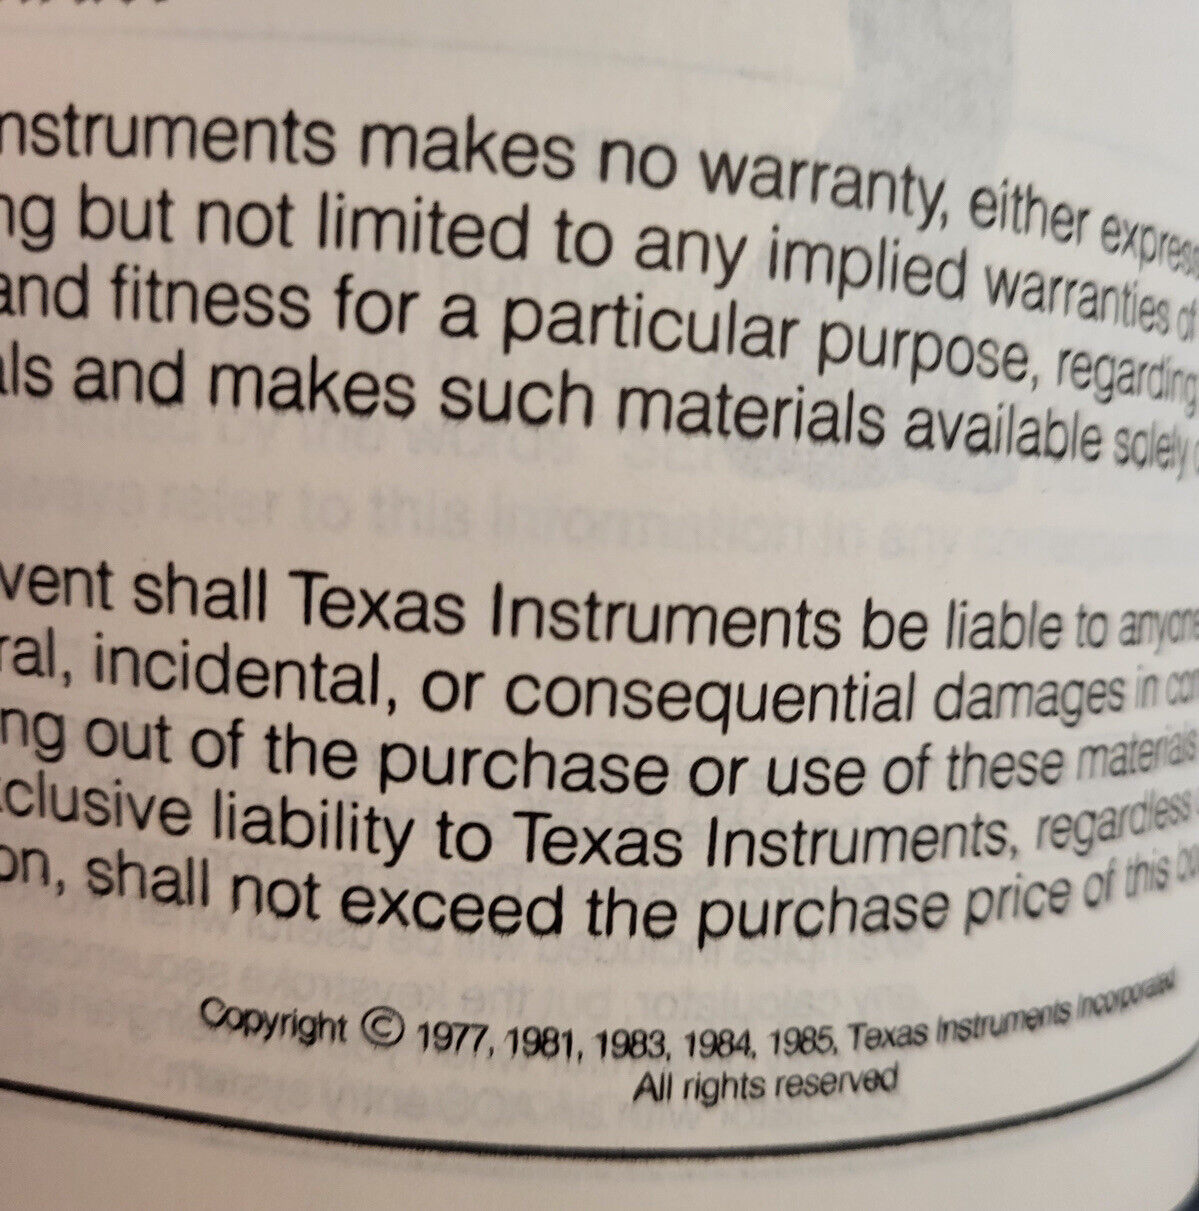 nstruments makes no warranty, either express
ng but not limited to any implied warranties of
and fitness for a particular purpose, regarding
ls and makes such materials available solely
vent shall Texas Instruments be liable to anyone
ral, incidental, or consequential damages in con
ng out of the purchase or use of these materials
clusive liability to Texas Instruments, regardless
on, shall not exceed the purchase price of this
Copyright © 1977, 1981, 1983, 1984, 1985, Texas Instruments Incorporated
All rights reserved